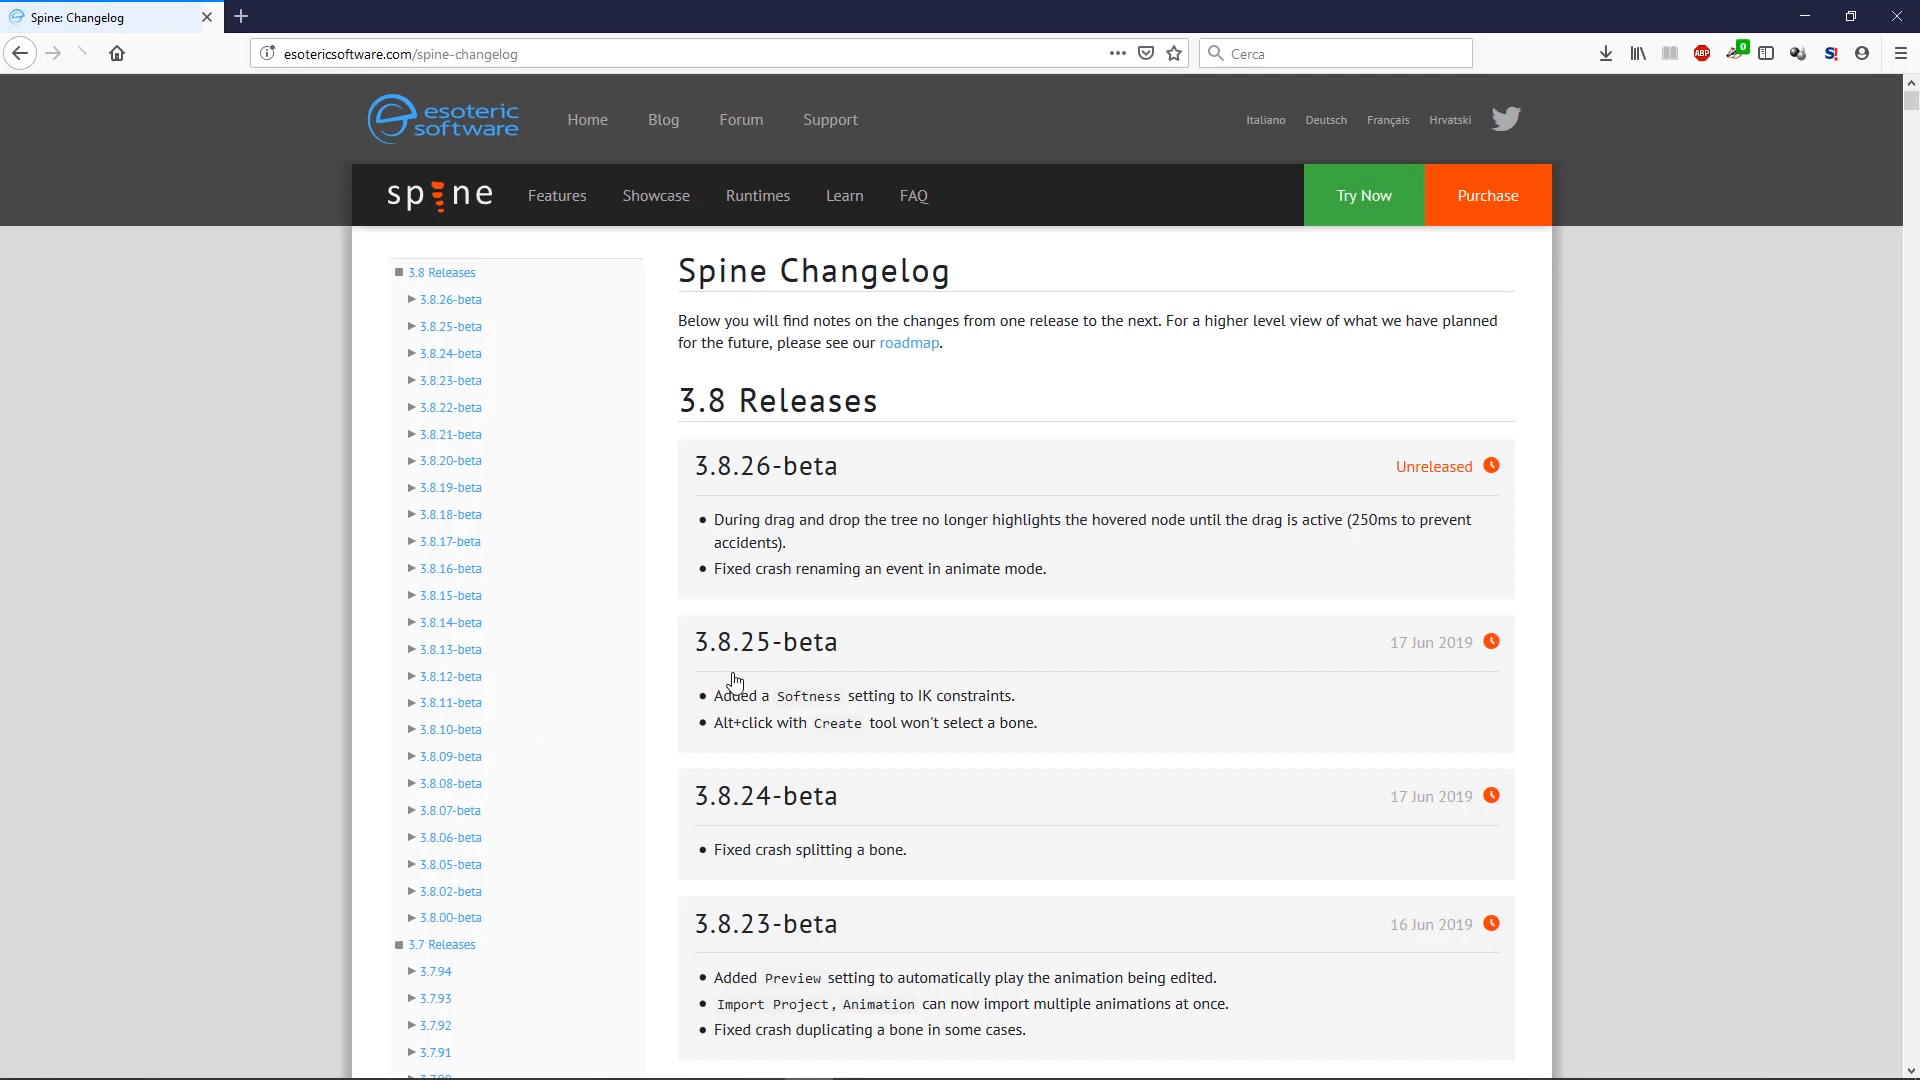 Spine: Changelog
esotericsoftware.com/spine-changelog
Cerca
ABP
0
S!
esoteric software
Home Blog Forum Support
Italiano Deutsch Français Hrvatski
spine Features Showcase Runtimes Learn FAQ
Try Now Purchase
3.8 Releases
3.8.26-beta
3.8.25-beta
3.8.24-beta
3.8.23-beta
3.8.22-beta
3.8.21-beta
3.8.20-beta
3.8.19-beta
3.8.18-beta
3.8.17-beta
3.8.16-beta
3.8.15-beta
3.8.14-beta
3.8.13-beta
3.8.12-beta
3.8.11-beta
3.8.10-beta
3.8.09-beta
3.8.08-beta
3.8.07-beta
3.8.06-beta
3.8.05-beta
3.8.02-beta
3.8.00-beta
3.7 Releases
3.7.94
3.7.93
3.7.92
3.7.91
Spine Changelog
Below you will find notes on the changes from one release to the next. For a higher level view of what we have planned
for the future, please see our roadmap.
3.8 Releases
3.8.26-beta Unreleased
• During drag and drop the tree no longer highlights the hovered node until the drag is active (250ms to prevent
accidents).
• Fixed crash renaming an event in animate mode.
3.8.25-beta 17 Jun 2019
• Added a Softness setting to IK constraints.
• Alt+click with Create tool won't select a bone.
3.8.24-beta 17 Jun 2019
• Fixed crash splitting a bone.
3.8.23-beta 16 Jun 2019
• Added Preview setting to automatically play the animation being edited.
• Import Project, Animation can now import multiple animations at once.
• Fixed crash duplicating a bone in some cases.